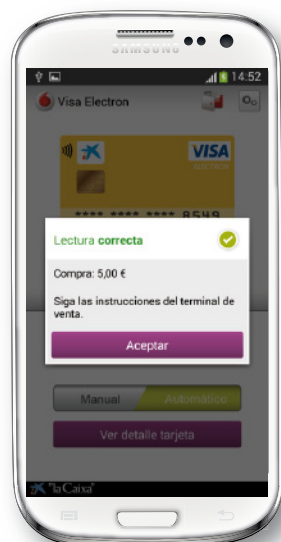 SAMSUNG
14:52
Visa Electron
VISA
**** **** **** 8549
Lectura correcta
Compra: 5,00 €
Siga las instrucciones del terminal de
venta.
Aceptar
Manual
Automático
Ver detalle tarjeta
"la Caixa"